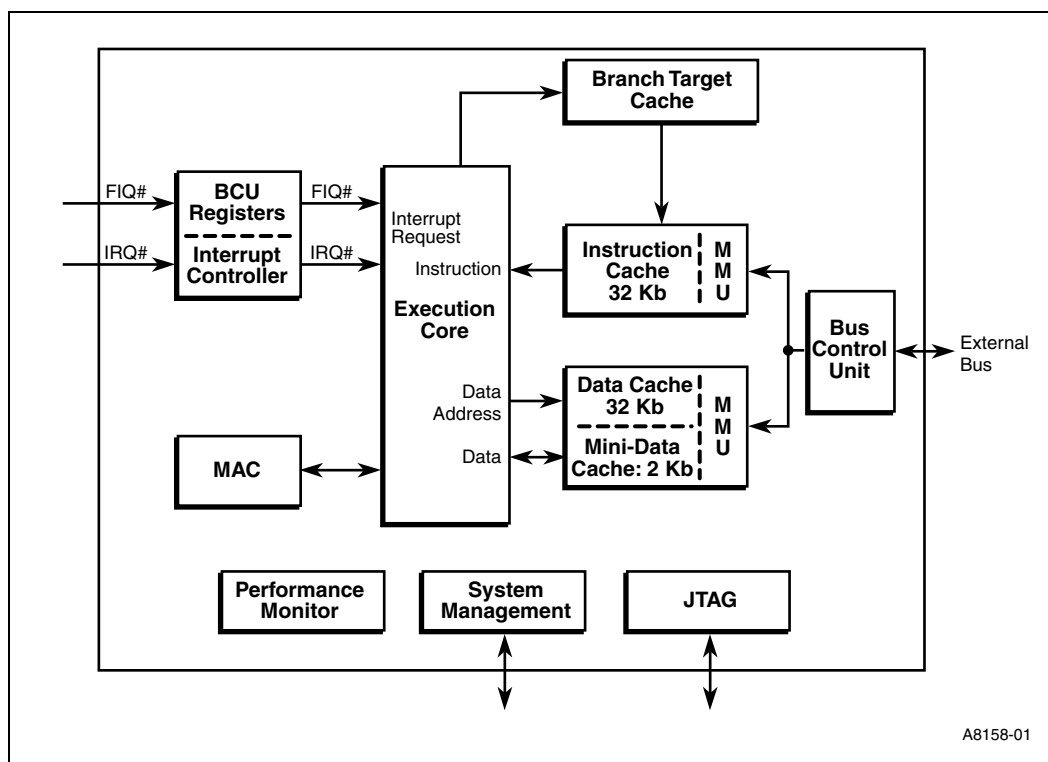 Branch Target
Cache
FIQ#
BCU
Registers
FIQ#
IRQ#
Interrupt
Controller
IRQ#
Interrupt
Request
Instruction
Execution
Core
Instruction
Cache
32 Kb
M
M
U
Bus
Control
Unit
External
Bus
Data
Address
Data
Data Cache
32 Kb
Mini-Data
Cache: 2 Kb
M
M
U
MAC
Performance
Monitor
System
Management
JTAG
A8158-01